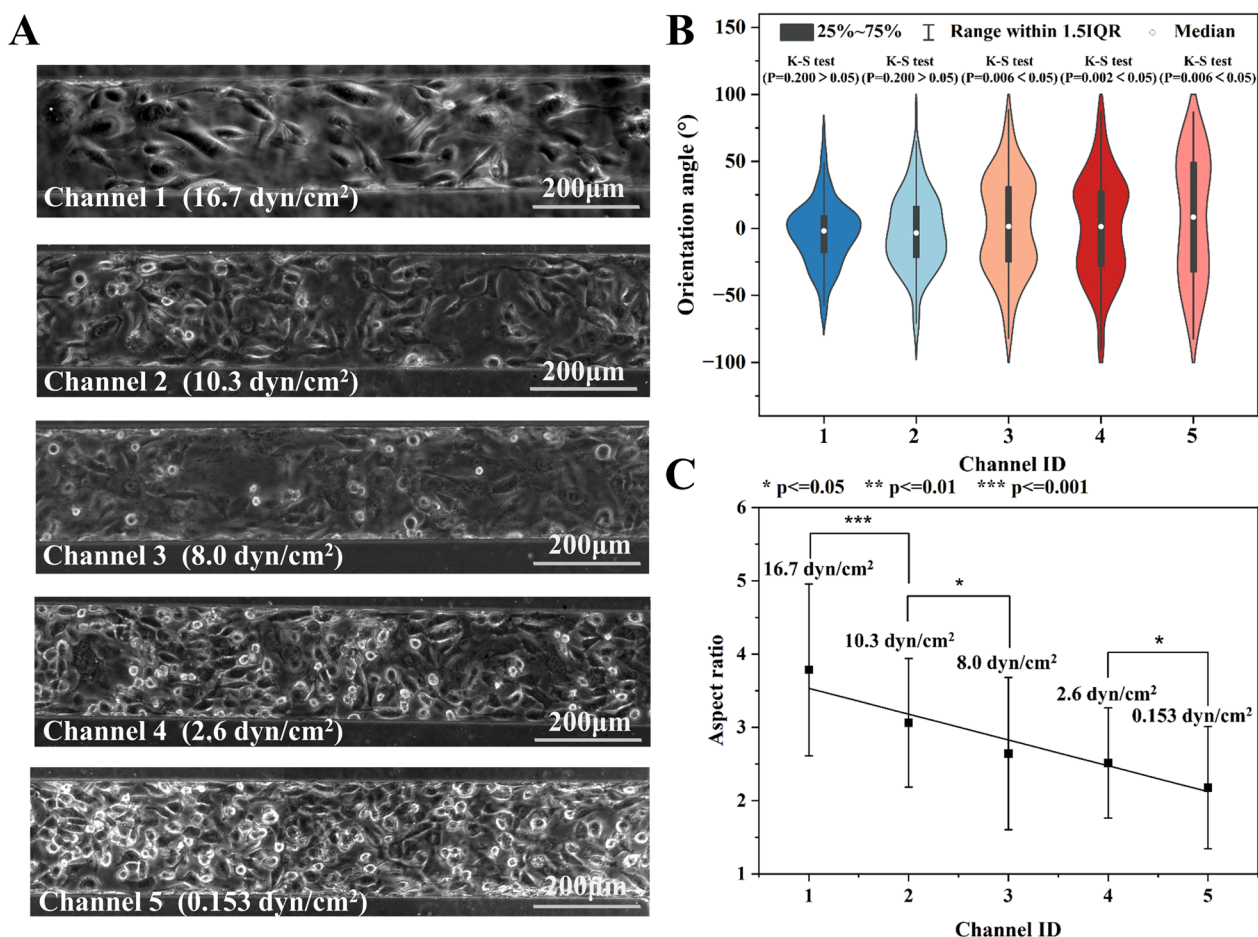 A
Channel 1 (16.7 dyn/cm²)
200μm
Channel 2 (10.3 dyn/cm²)
200μm
Channel 3 (8.0 dyn/cm²)
200μm
Channel 4 (2.6 dyn/cm²)
200μm
Channel 5 (0.153 dyn/cm²)
200μm
B
25%~75% Range within 1.5IQR Median
K-S test K-S test K-S test K-S test K-S test
(P=0.200＞0.05) (P=0.200＞0.05) (P=0.006＜0.05) (P=0.002＜0.05) (P=0.006＜0.05)
Orientation angle (°)
150
100
50
0
−50
−100
1 2 3 4 5
Channel ID
C
* p<=0.05 ** p<=0.01 *** p<=0.001
Aspect ratio
6
5
4
3
2
1
***
*
*
16.7 dyn/cm²
10.3 dyn/cm²
8.0 dyn/cm²
2.6 dyn/cm²
0.153 dyn/cm²
1 2 3 4 5
Channel ID